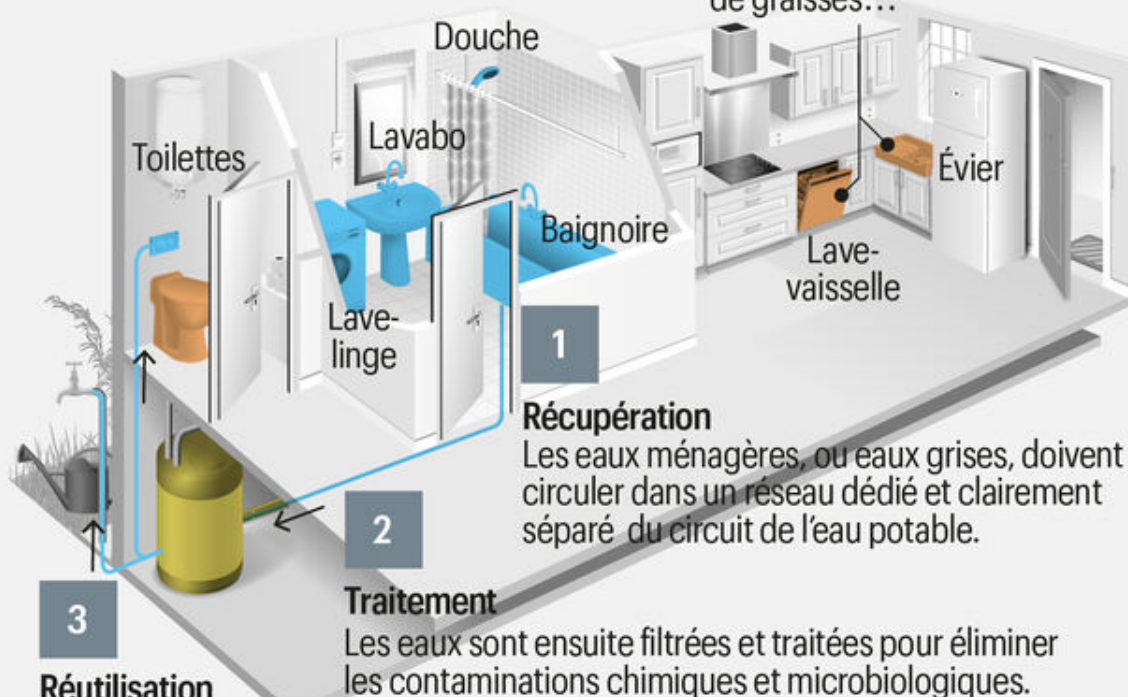 de graisses…
Douche
Lavabo
Toilettes
Évier
Baignoire
Lave-
vaisselle
Lave-
linge
1
Récupération
Les eaux ménagères, ou eaux grises, doivent
circuler dans un réseau dédié et clairement
séparé du circuit de l’eau potable.
2
Traitement
Les eaux sont ensuite filtrées et traitées pour éliminer
les contaminations chimiques et microbiologiques.
3
Réutilisation